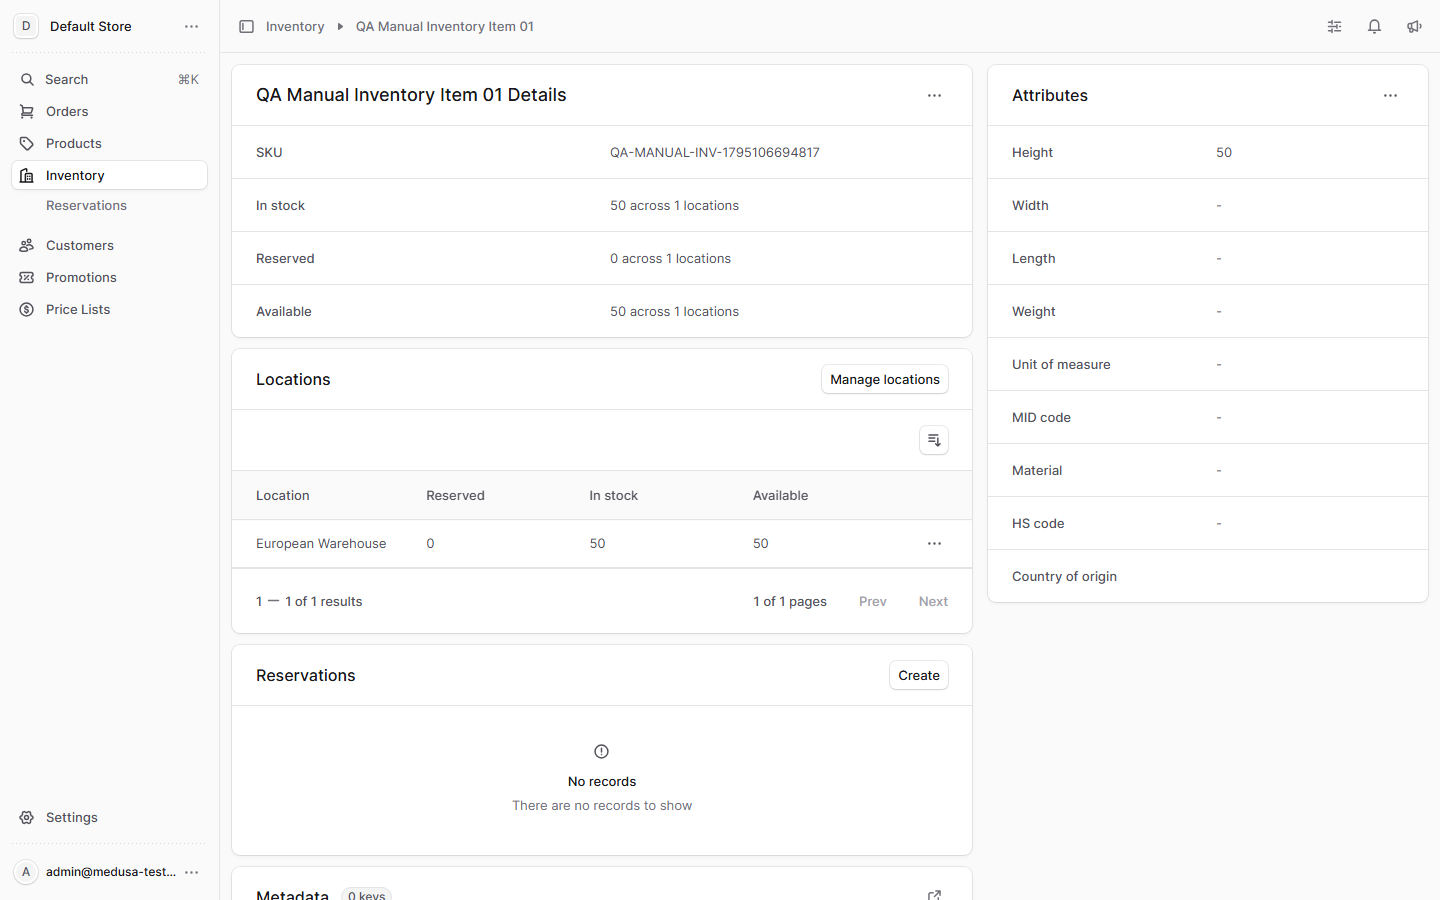 D Default Store
Search ⌘K
Orders
Products
Inventory
Reservations
Customers
Promotions
Price Lists
Settings
A admin@medusa-test...
Inventory QA Manual Inventory Item 01
QA Manual Inventory Item 01 Details
SKU QA-MANUAL-INV-1795106694817
In stock 50 across 1 locations
Reserved 0 across 1 locations
Available 50 across 1 locations
Locations Manage locations
Location Reserved In stock Available
European Warehouse 0 50 50
1 — 1 of 1 results 1 of 1 pages Prev Next
Reservations Create
No records
There are no records to show
Metadata 0 keys
Attributes
Height 50
Width -
Length -
Weight -
Unit of measure -
MID code -
Material -
HS code -
Country of origin